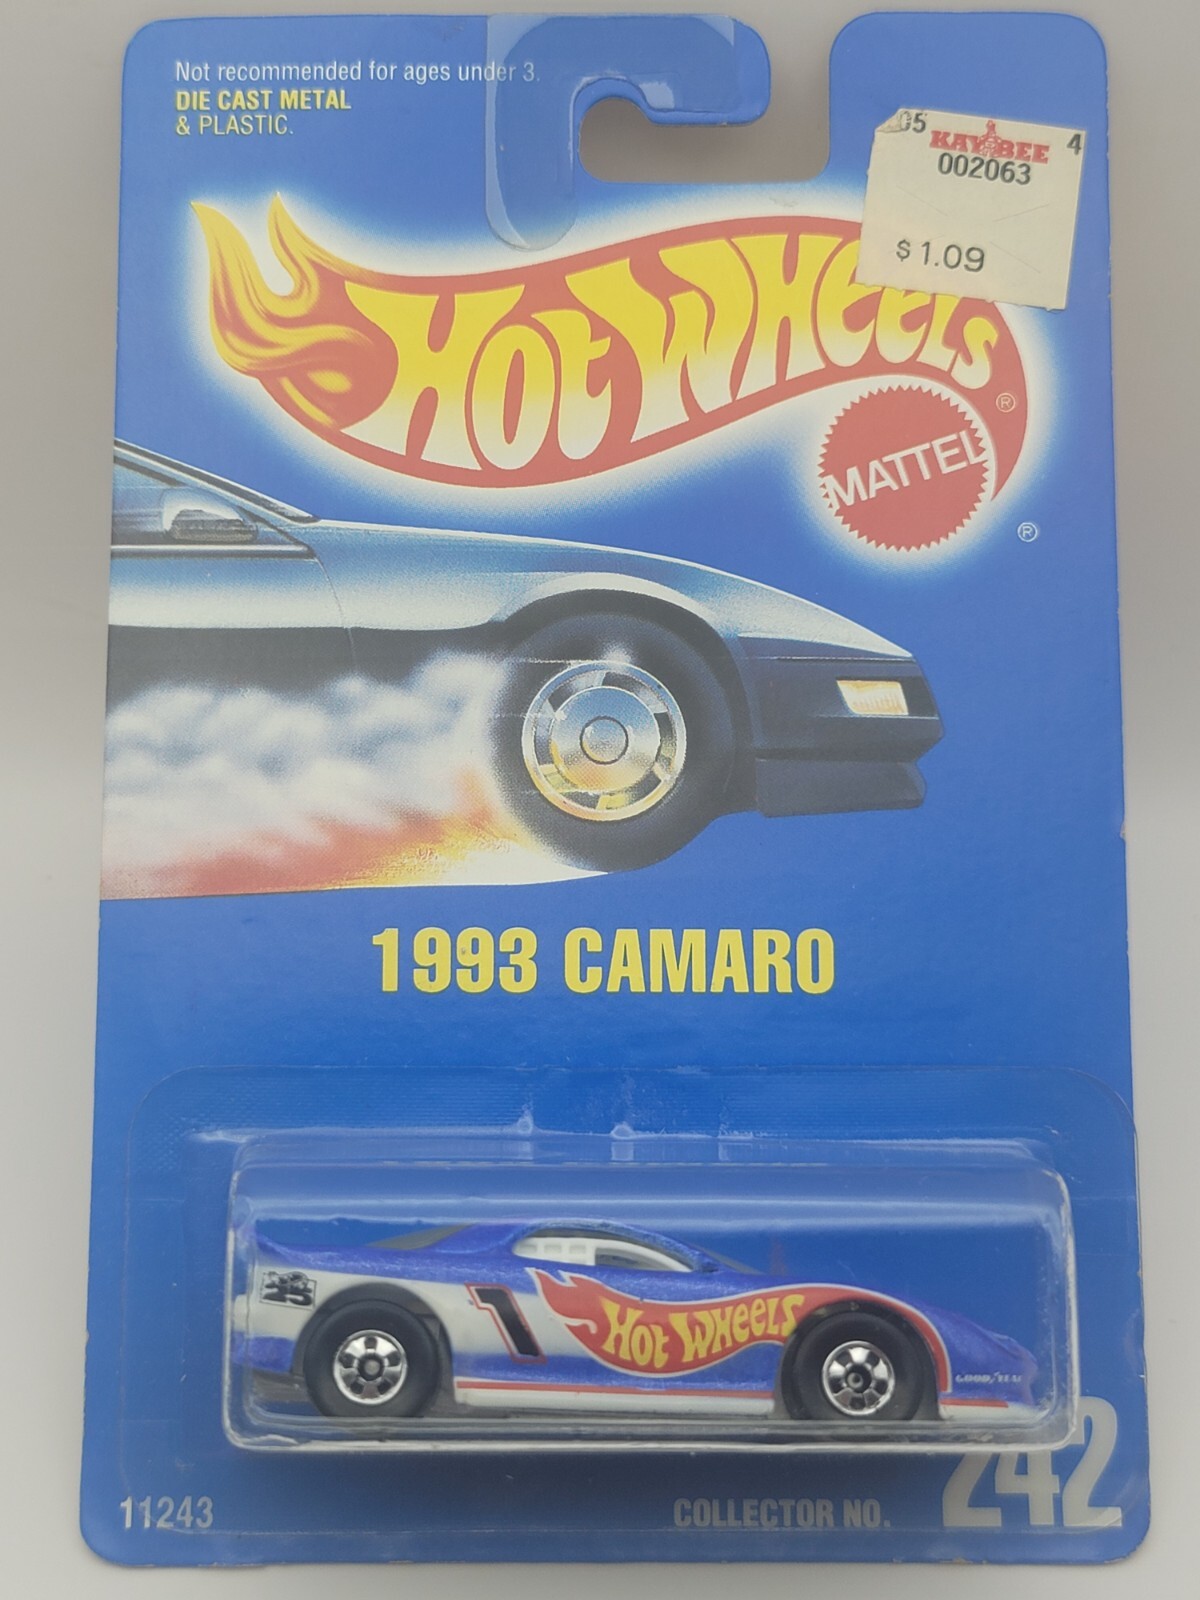 Not recommended for ages under 3.
DIE CAST METAL
& PLASTIC.
05 KAY BEE 4
002063
$1.09
HOT WHEELS
®
MATTEL
®
1993 CAMARO
25
1
HOT WHEELS
GOODYEAR
11243
COLLECTOR NO. 242